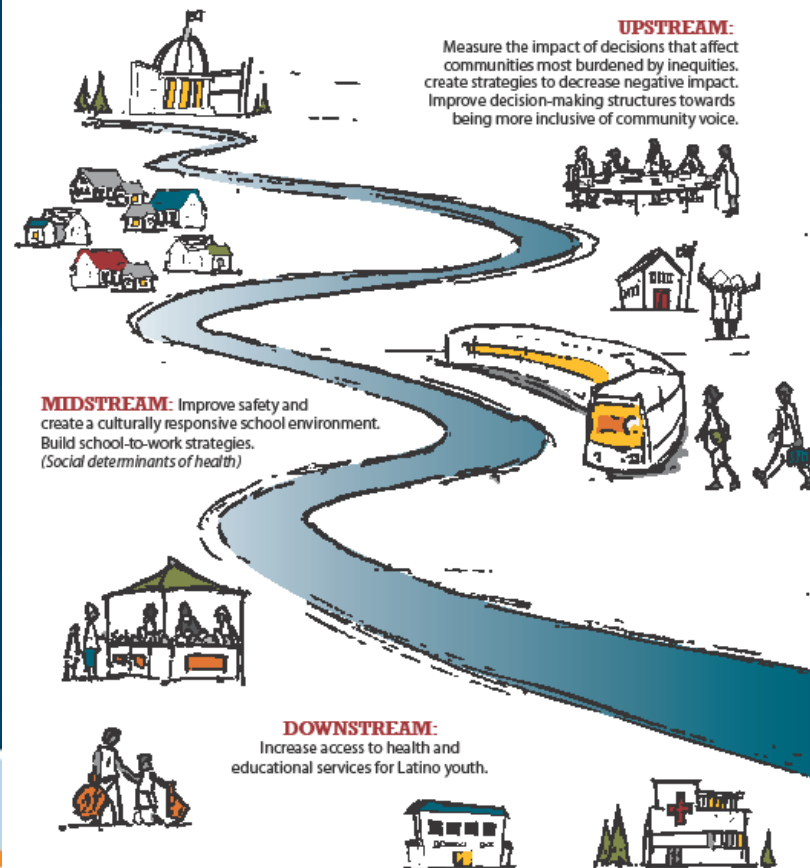 UPSTREAM:
Measure the impact of decisions that affect
communities most burdened by inequities.
create strategies to decrease negative impact.
Improve decision-making structures towards
being more inclusive of community voice.
MIDSTREAM: Improve safety and
create a culturally responsive school environment.
Build school-to-work strategies.
(Social determinants of health)
DOWNSTREAM:
Increase access to health and
educational services for Latino youth.